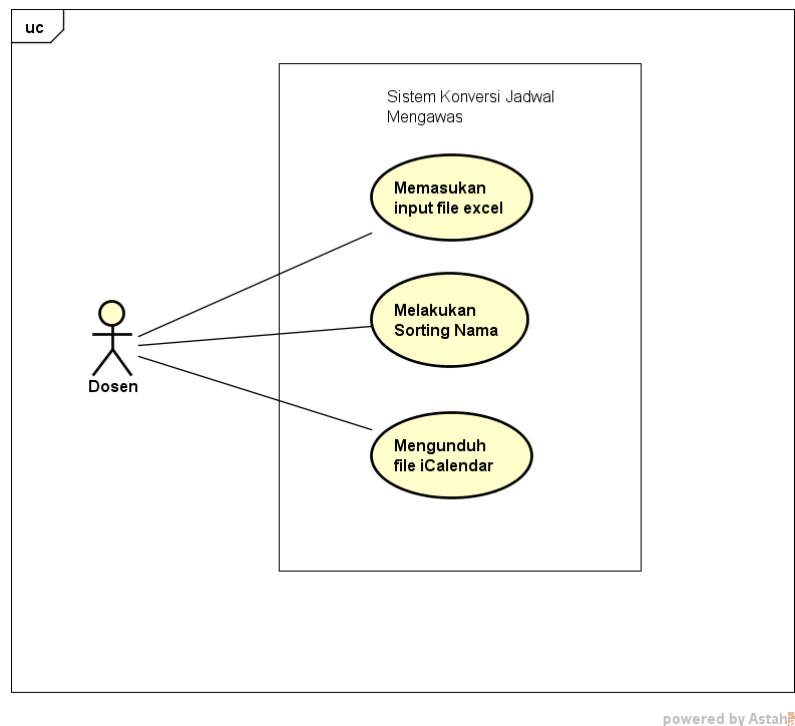 uc
Sistem Konversi Jadwal
Mengawas
Memasukan
input file excel
Melakukan
Sorting Nama
Dosen
Mengunduh
file iCalendar
powered by Astah